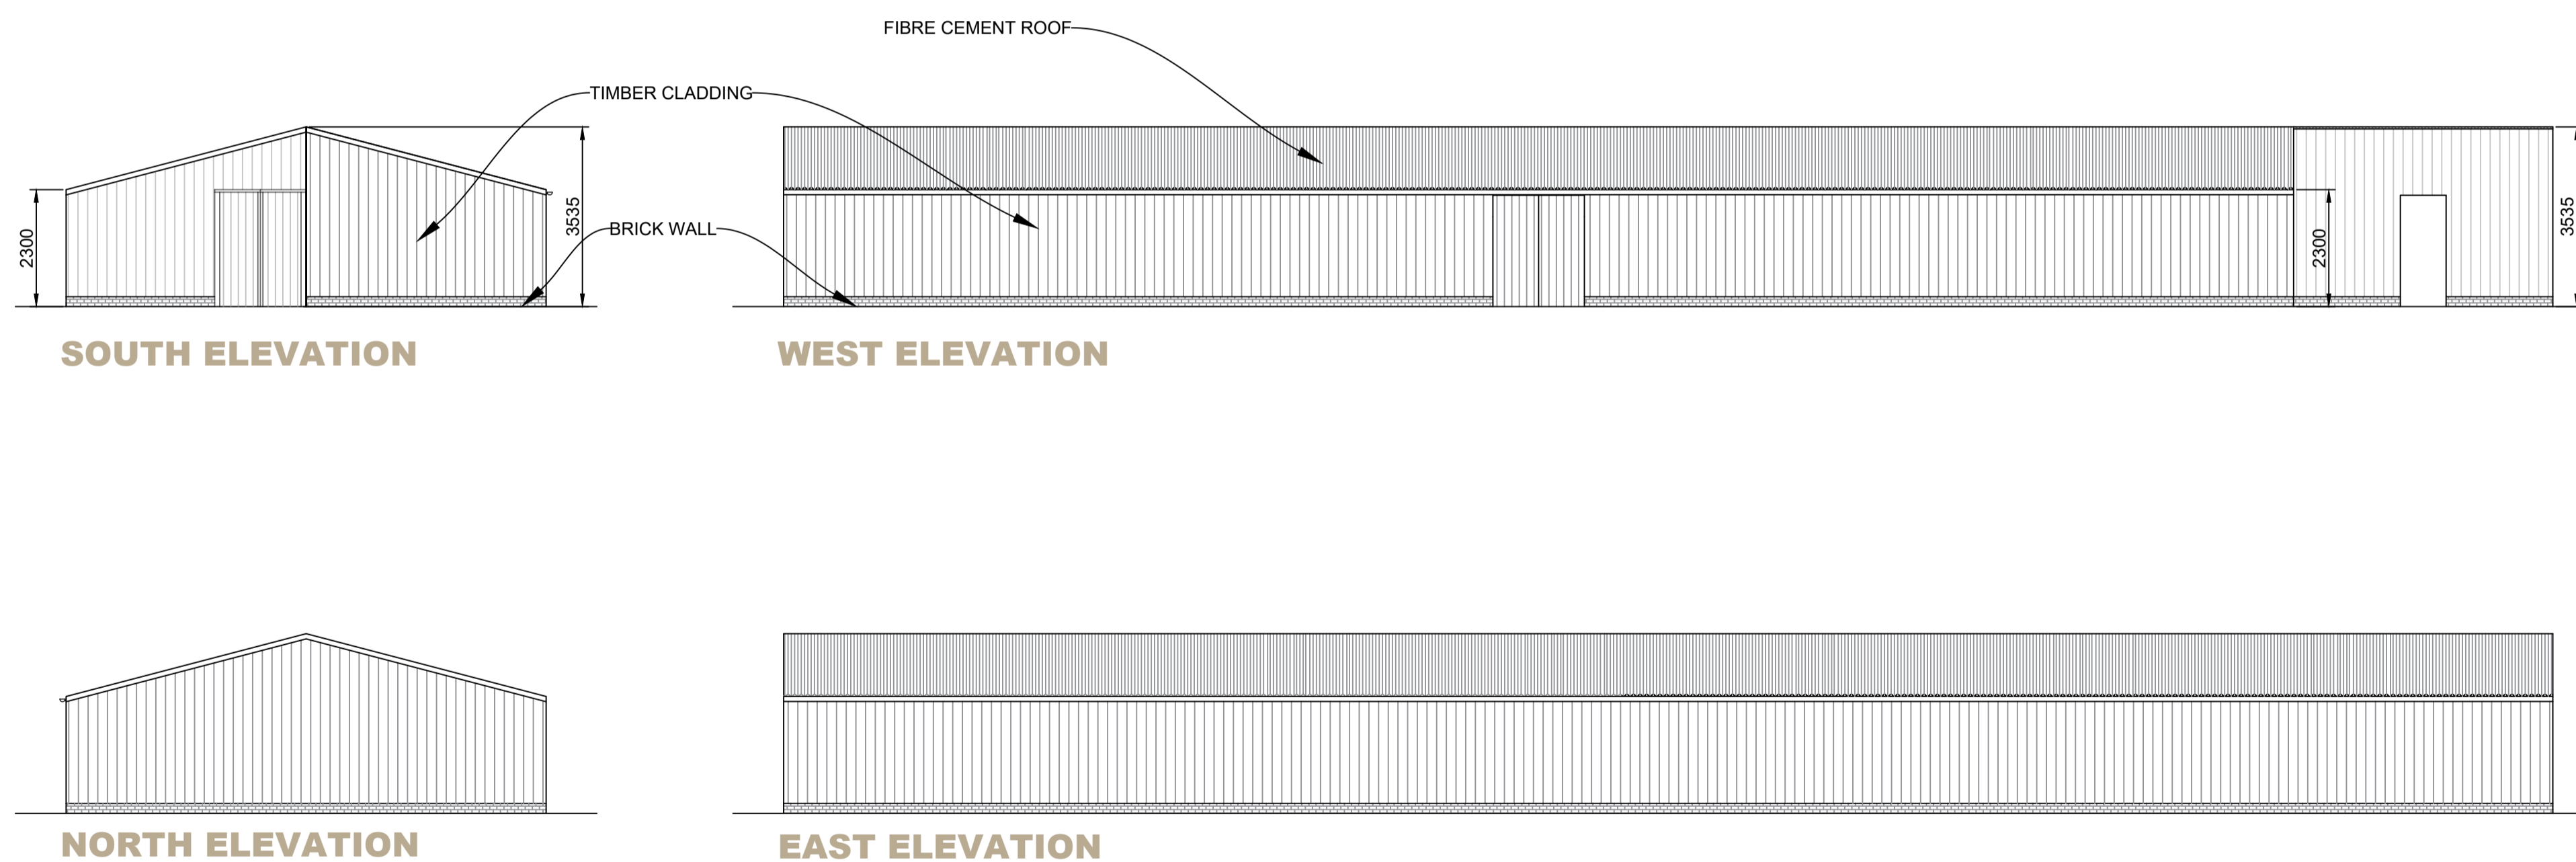 FIBRE CEMENT ROOF
TIMBER CLADDING
BRICK WALL
2300
3535
2300
3535
SOUTH ELEVATION
WEST ELEVATION
NORTH ELEVATION
EAST ELEVATION